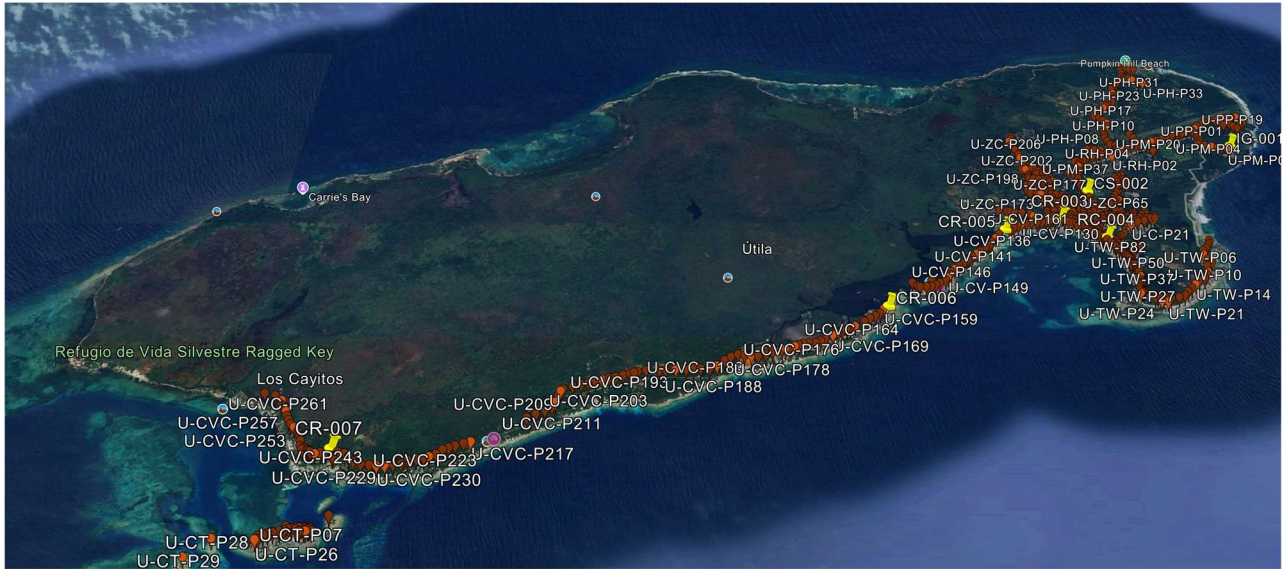 Pumpkin Hill Beach
U-PH-P31
U-PH-P23
U-PH-P33
U-PH-P17
U-PP-P19
U-PH-P10
U-PP-P01
U-ZC-P206
U-PH-P08
U-PM-P20
IG-001
U-PM-P04
U-RH-P04
U-PM-P0
U-ZC-P202
U-PM-P37
U-RH-P02
U-ZC-P198
U-ZC-P177
CS-002
Carrie's Bay
U-ZC-P173
CR-003
U-ZC-P65
CR-005
U-CV-P161
RC-004
U-CV-P130
U-C-P21
U-CV-P136
U-TW-P82
Útila
U-CV-P141
U-TW-P50
U-TW-P06
U-CV-P146
U-TW-P37
U-TW-P10
U-CV-P149
CR-006
U-TW-P27
U-TW-P14
U-TW-P24
U-TW-P21
U-CVC-P159
U-CVC-P164
U-CVC-P169
U-CVC-P176
Refugio de Vida Silvestre Ragged Key
U-CVC-P178
Los Cayitos
U-CVC-P193
U-CVC-P188
U-CVC-P261
U-CVC-P209
U-CVC-P203
U-CVC-P257
U-CVC-P211
CR-007
U-CVC-P253
U-CVC-P217
U-CVC-P243
U-CVC-P223
U-CVC-P229
U-CVC-P230
U-CT-P28
U-CT-P07
U-CT-P26
U-CT-P29